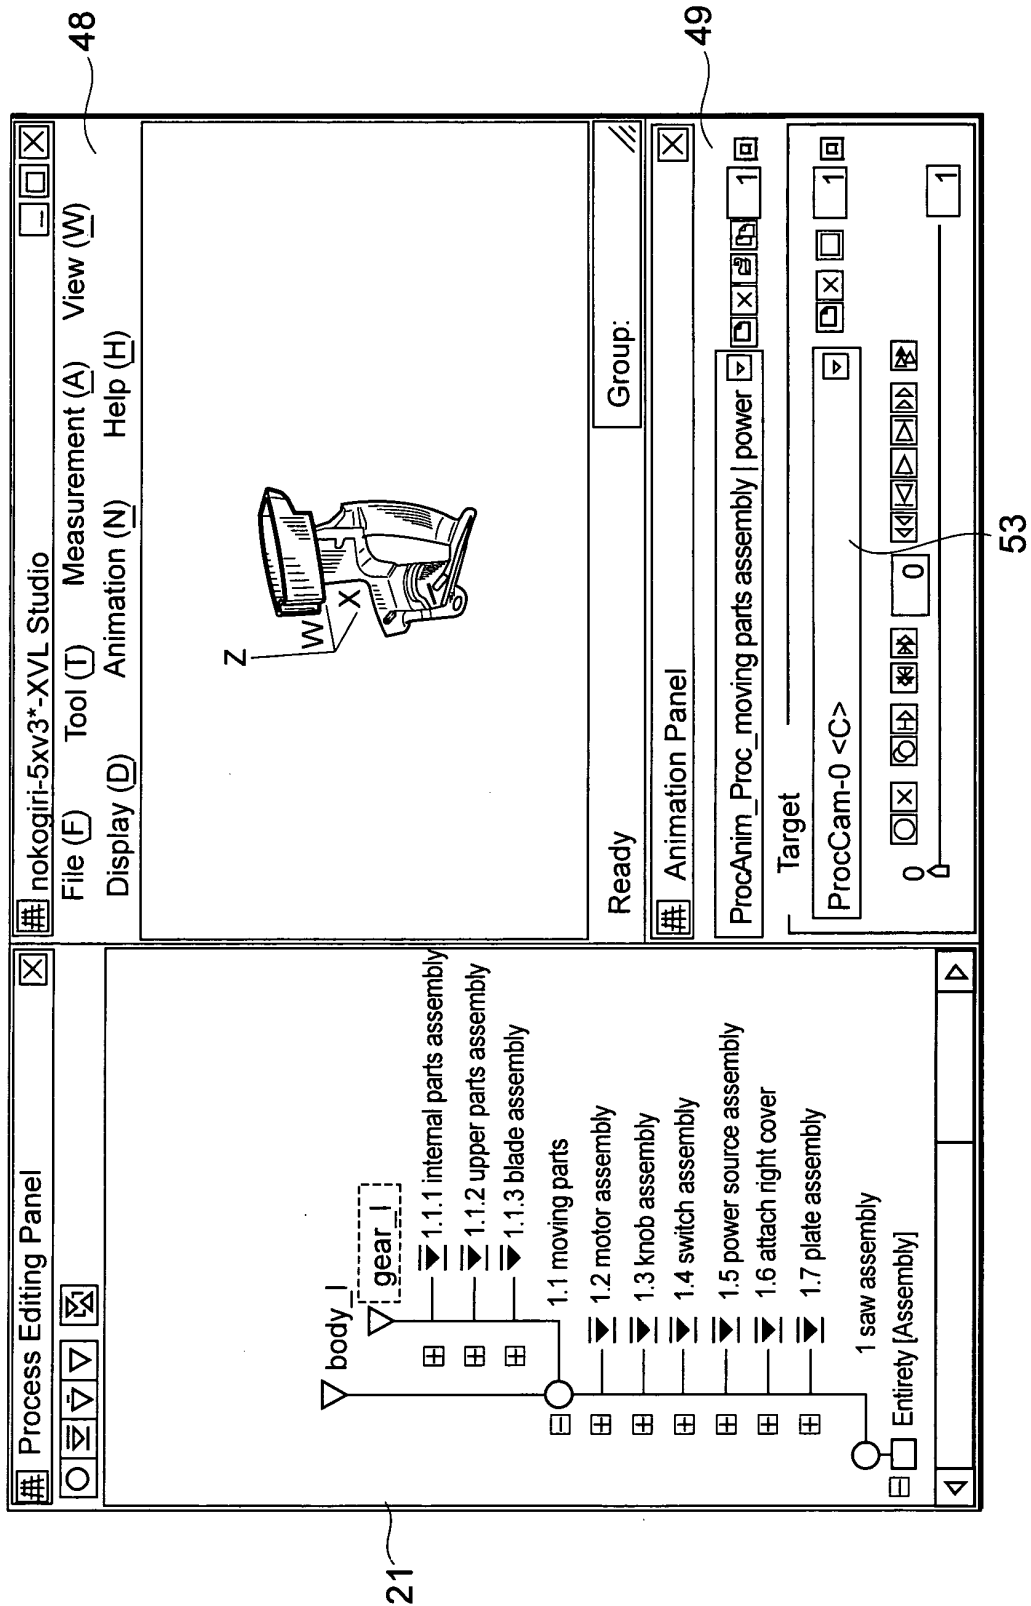 Process Editing Panel
body_l
gear_l
1.1.1 internal parts assembly
1.1.2 upper parts assembly
1.1.3 blade assembly
1.1 moving parts
1.2 motor assembly
1.3 knob assembly
1.4 switch assembly
1.5 power source assembly
1.6 attach right cover
1.7 plate assembly
1 saw assembly
Entirety [Assembly]
21
nokogiri-5xv3*-XVL Studio
File (F) Tool (T) Measurement (A) View (W)
Display (D) Animation (N) Help (H)
48
Z
W
X
Ready
Group:
Animation Panel
49
ProcAnim_Proc_moving parts assembly | power
1
Target
ProcCam-0 <C>
1
0
0
1
53